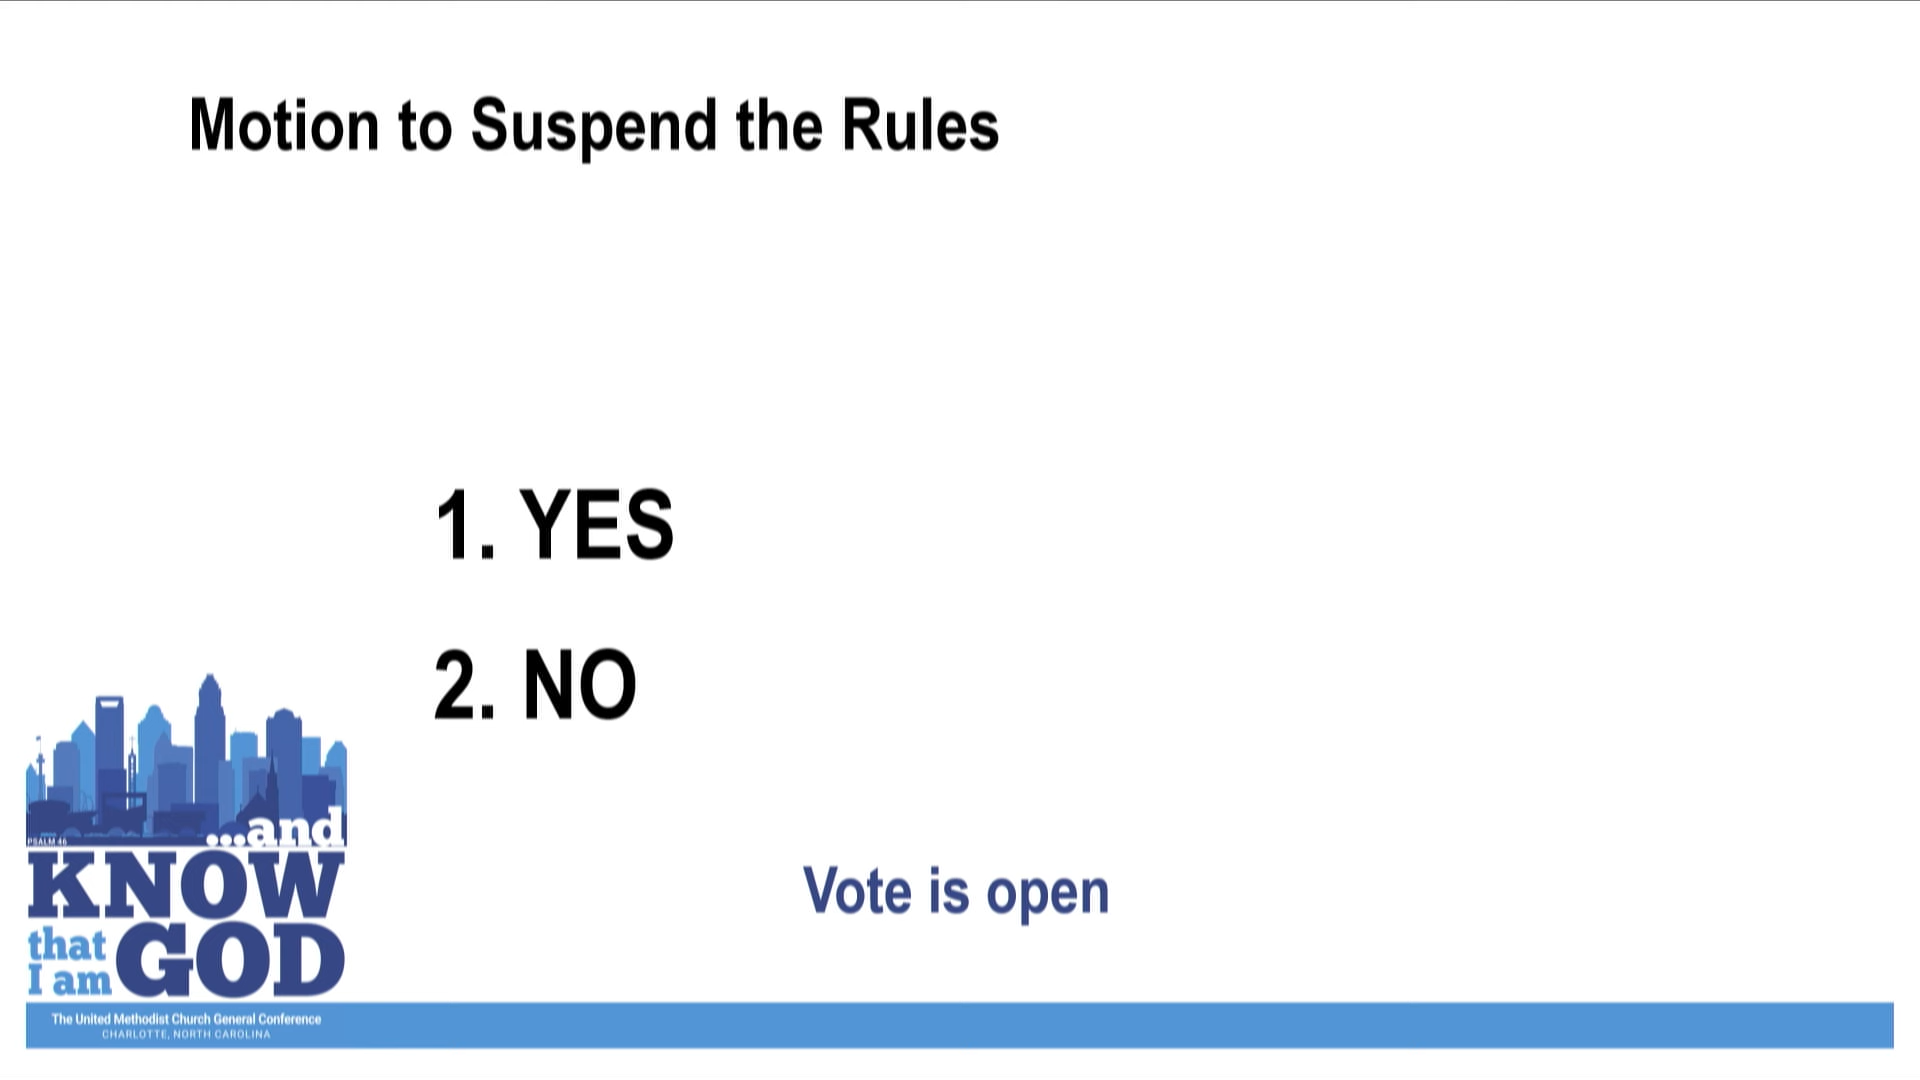 Motion to Suspend the Rules
1. YES
2. NO
...and
PSALM 46
KNOW
that
I am
GOD
Vote is open
The United Methodist Church General Conference
CHARLOTTE, NORTH CAROLINA